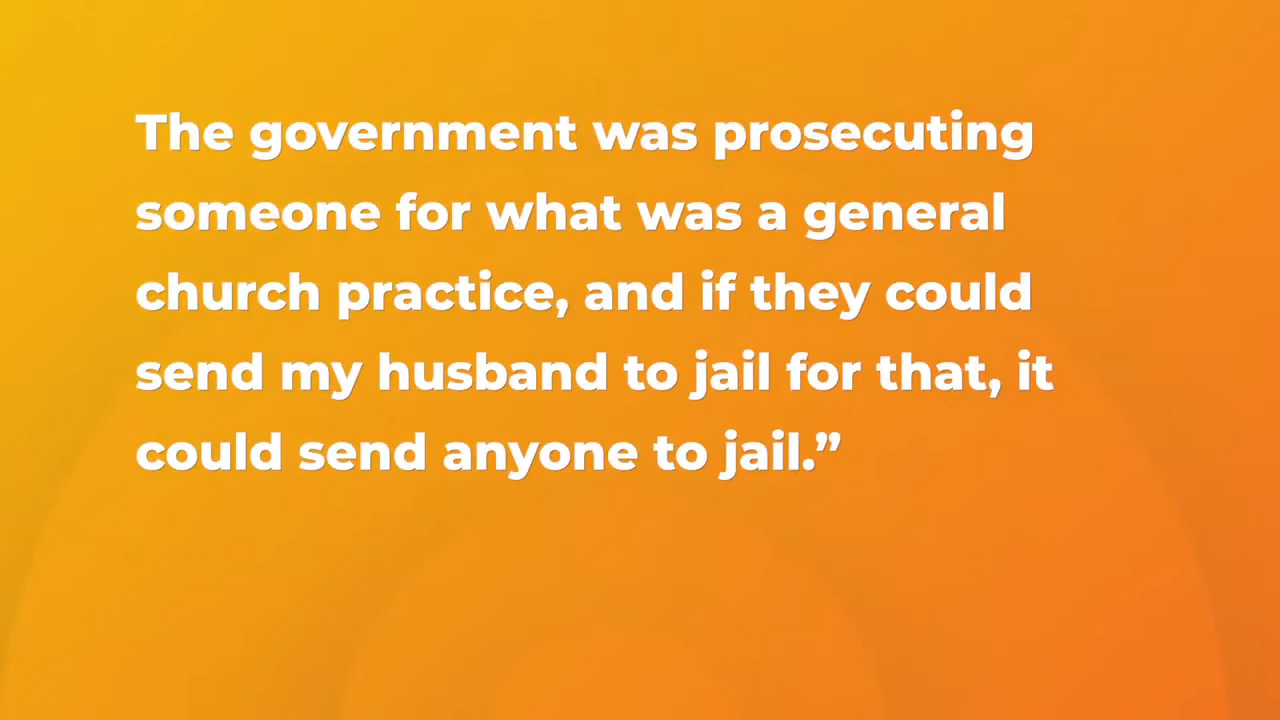 The government was prosecuting
someone for what was a general
church practice, and if they could
send my husband to jail for that, it
could send anyone to jail.”